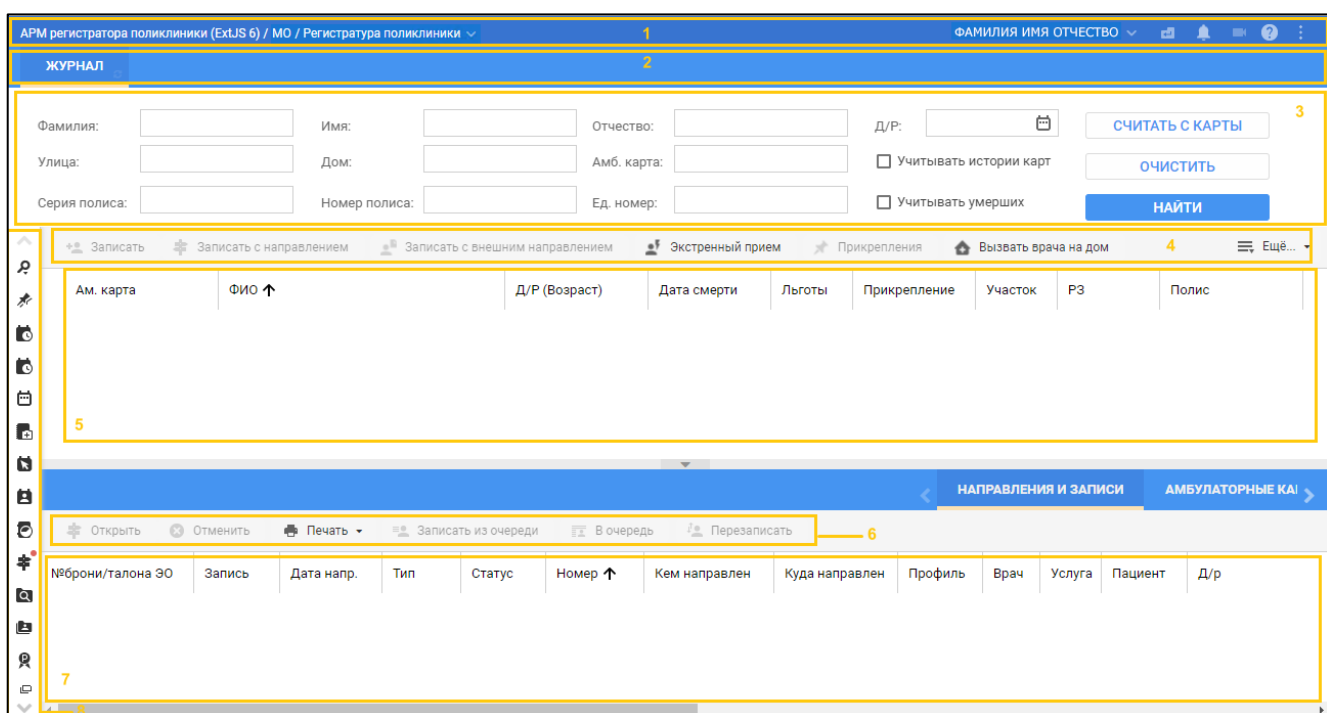 АРМ регистратора поликлиники (ExtJS 6) / МО / Регистратура поликлиники 1 ФАМИЛИЯ ИМЯ ОТЧЕСТВО
ЖУРНАЛ 2
3
Фамилия: Имя: Отчество: Д/Р: СЧИТАТЬ С КАРТЫ
Улица: Дом: Амб. карта: Учитывать истории карт ОЧИСТИТЬ
Серия полиса: Номер полиса: Ед. номер: Учитывать умерших НАЙТИ
Записать Записать с направлением Записать с внешним направлением Экстренный прием Прикрепления Вызвать врача на дом 4 Ещё...
Ам. карта ФИО Д/Р (Возраст) Дата смерти Льготы Прикрепление Участок РЗ Полис
5
НАПРАВЛЕНИЯ И ЗАПИСИ АМБУЛАТОРНЫЕ КА
Открыть Отменить Печать Записать из очереди В очередь Перезаписать 6
№брони/талона ЭО Запись Дата напр. Тип Статус Номер Кем направлен Куда направлен Профиль Врач Услуга Пациент Д/р
7
8